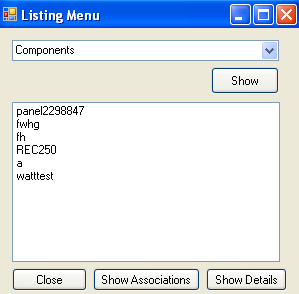 Listing Menu
Components
Show
panel2298847
fwhg
fh
REC250
a
watttest
Close Show Associations Show Details